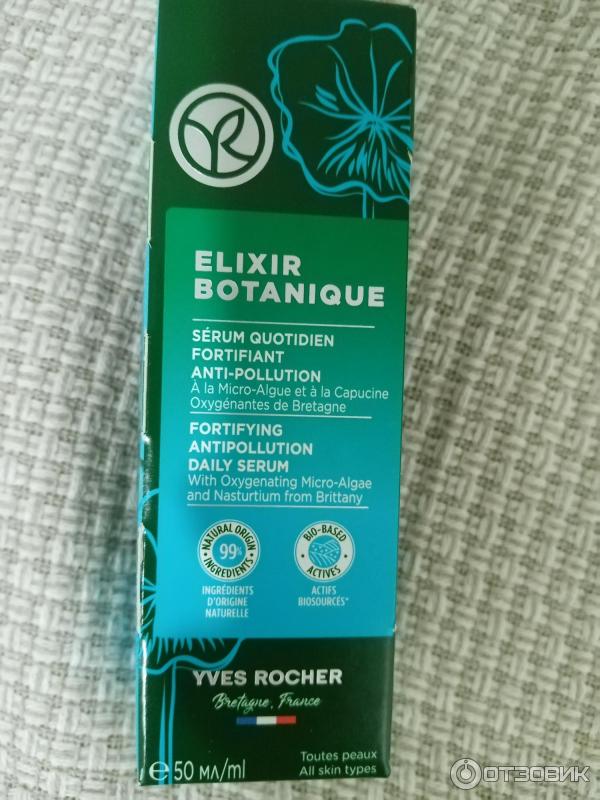 ELIXIR
BOTANIQUE
SÉRUM QUOTIDIEN
FORTIFIANT
ANTI-POLLUTION
À la Micro-Algue et à la Capucine
Oxygénantes de Bretagne
FORTIFYING
ANTIPOLLUTION
DAILY SERUM
With Oxygenating Micro-Algae
and Nasturtium from Brittany
NATURAL ORIGIN
99%
INGREDIENTS
INGRÉDIENTS
D'ORIGINE
NATURELLE
BIO-BASED
ACTIVES
ACTIFS
BIOSOURCÉS*
YVES ROCHER
Bretagne, France
℮ 50 МЛ/ml
Toutes peaux
All skin types
ОТЗОВИК